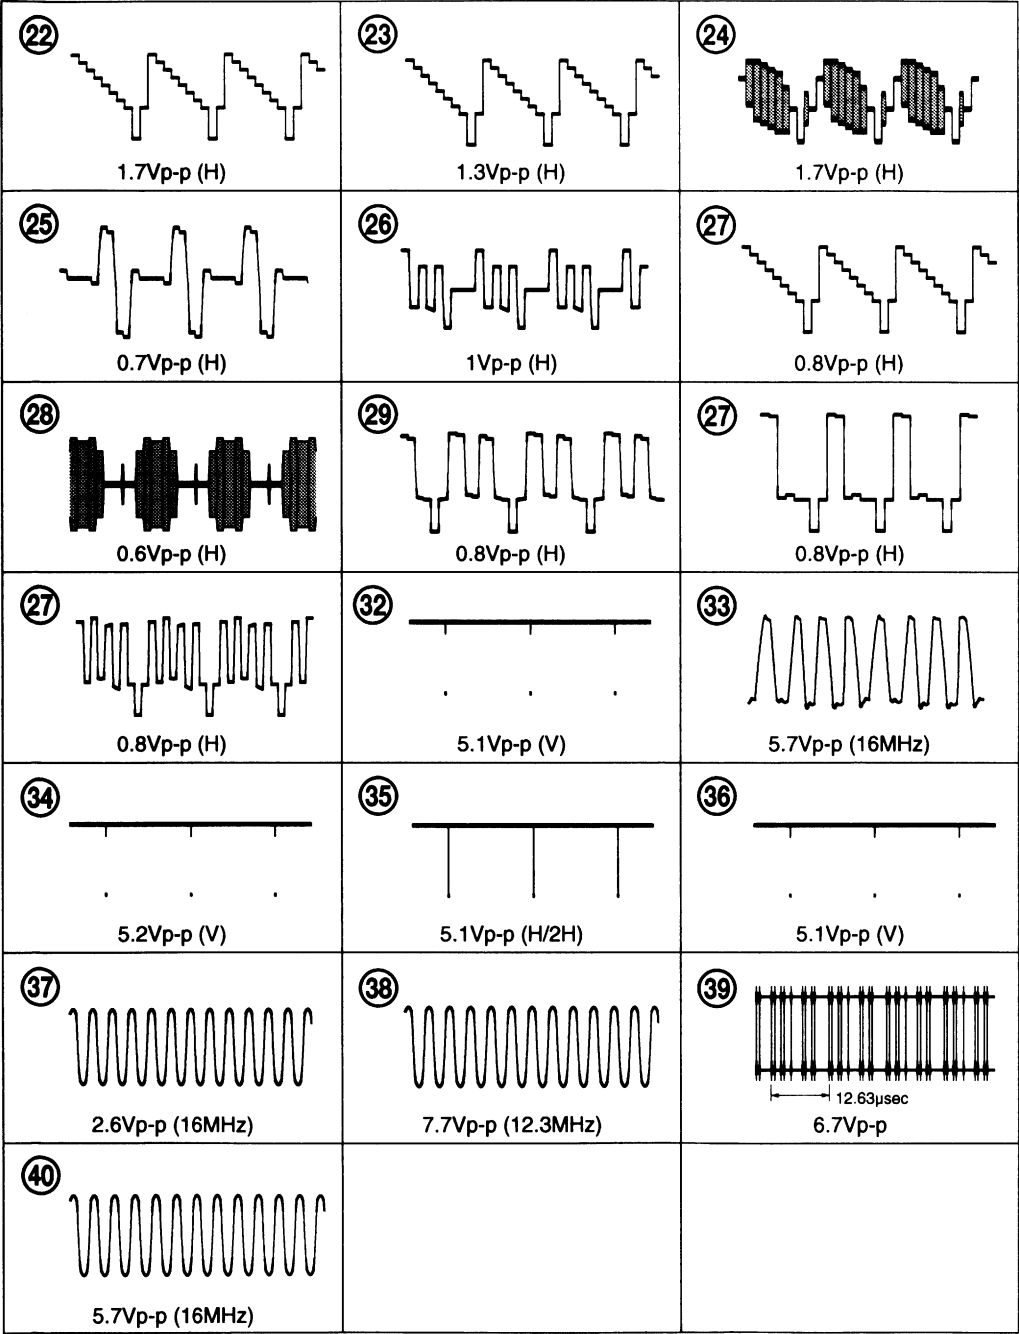 22 23 24
1.7Vp-p (H) 1.3Vp-p (H) 1.7Vp-p (H)
25 26 27
0.7Vp-p (H) 1Vp-p (H) 0.8Vp-p (H)
28 29 27
0.6Vp-p (H) 0.8Vp-p (H) 0.8Vp-p (H)
27 32 33
0.8Vp-p (H) 5.1Vp-p (V) 5.7Vp-p (16MHz)
34 35 36
5.2Vp-p (V) 5.1Vp-p (H/2H) 5.1Vp-p (V)
37 38 39
12.63µsec
2.6Vp-p (16MHz) 7.7Vp-p (12.3MHz) 6.7Vp-p
40
5.7Vp-p (16MHz)